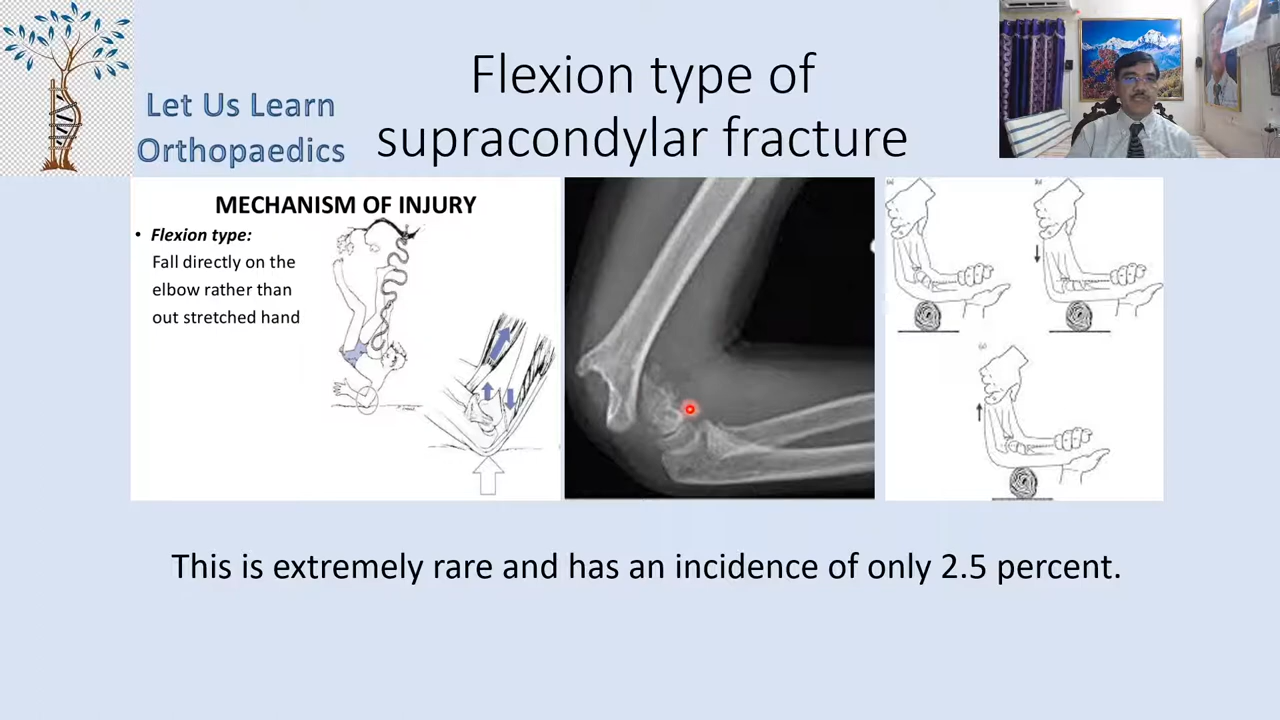 Let Us Learn
Orthopaedics
Flexion type of
supracondylar fracture
MECHANISM OF INJURY
• Flexion type:
Fall directly on the
elbow rather than
out stretched hand
(a)
(b)
(c)
This is extremely rare and has an incidence of only 2.5 percent.